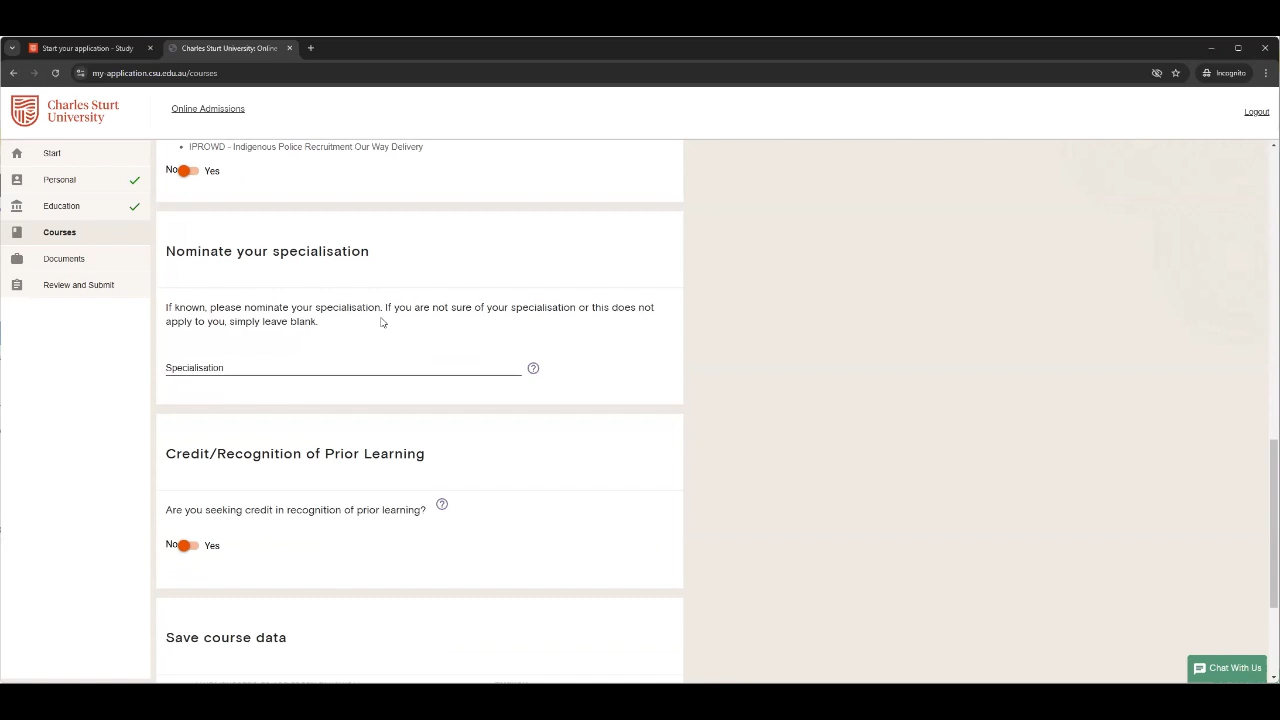 Start your application - Study
Charles Sturt University: Online
my-application.csu.edu.au/courses
Incognito
Charles Sturt
University
Online Admissions
Logout
Start
Personal
Education
Courses
Documents
Review and Submit
IPROWD - Indigenous Police Recruitment Our Way Delivery
No Yes
Nominate your specialisation
If known, please nominate your specialisation. If you are not sure of your specialisation or this does not
apply to you, simply leave blank.
Specialisation
Credit/Recognition of Prior Learning
Are you seeking credit in recognition of prior learning?
No Yes
Save course data
Chat With Us